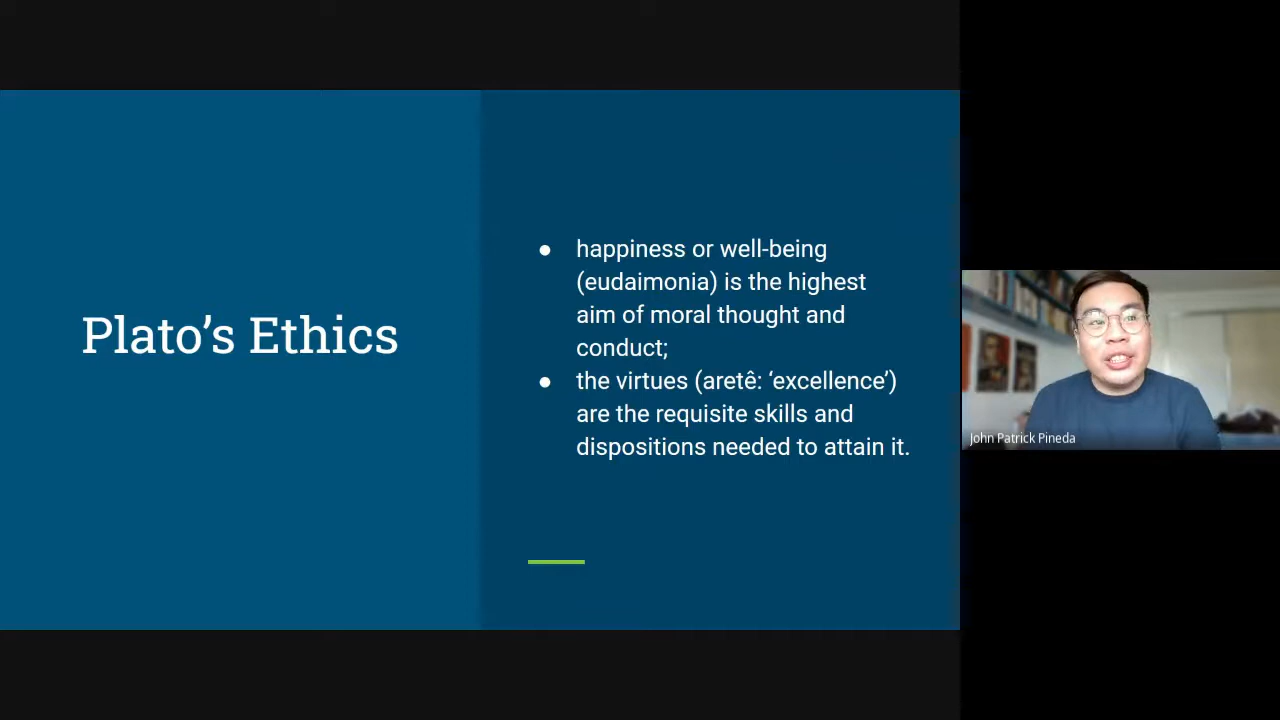 Plato’s Ethics
● happiness or well-being
(eudaimonia) is the highest
aim of moral thought and
conduct;
● the virtues (aretê: ‘excellence’)
are the requisite skills and
dispositions needed to attain it.
John Patrick Pineda